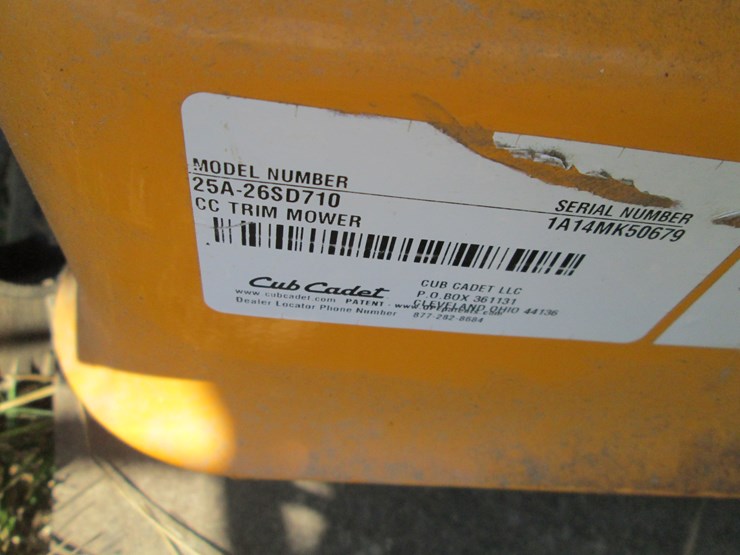 MODEL NUMBER
25A-26SD710
CC TRIM MOWER
SERIAL NUMBER
1A14MK50679
Cub Cadet
www.cubcadet.com PATENT - www.
Dealer Locator Phone Number 877-282-8684
CUB CADET LLC
P.O.BOX 361131
CLEVELAND OHIO 44136